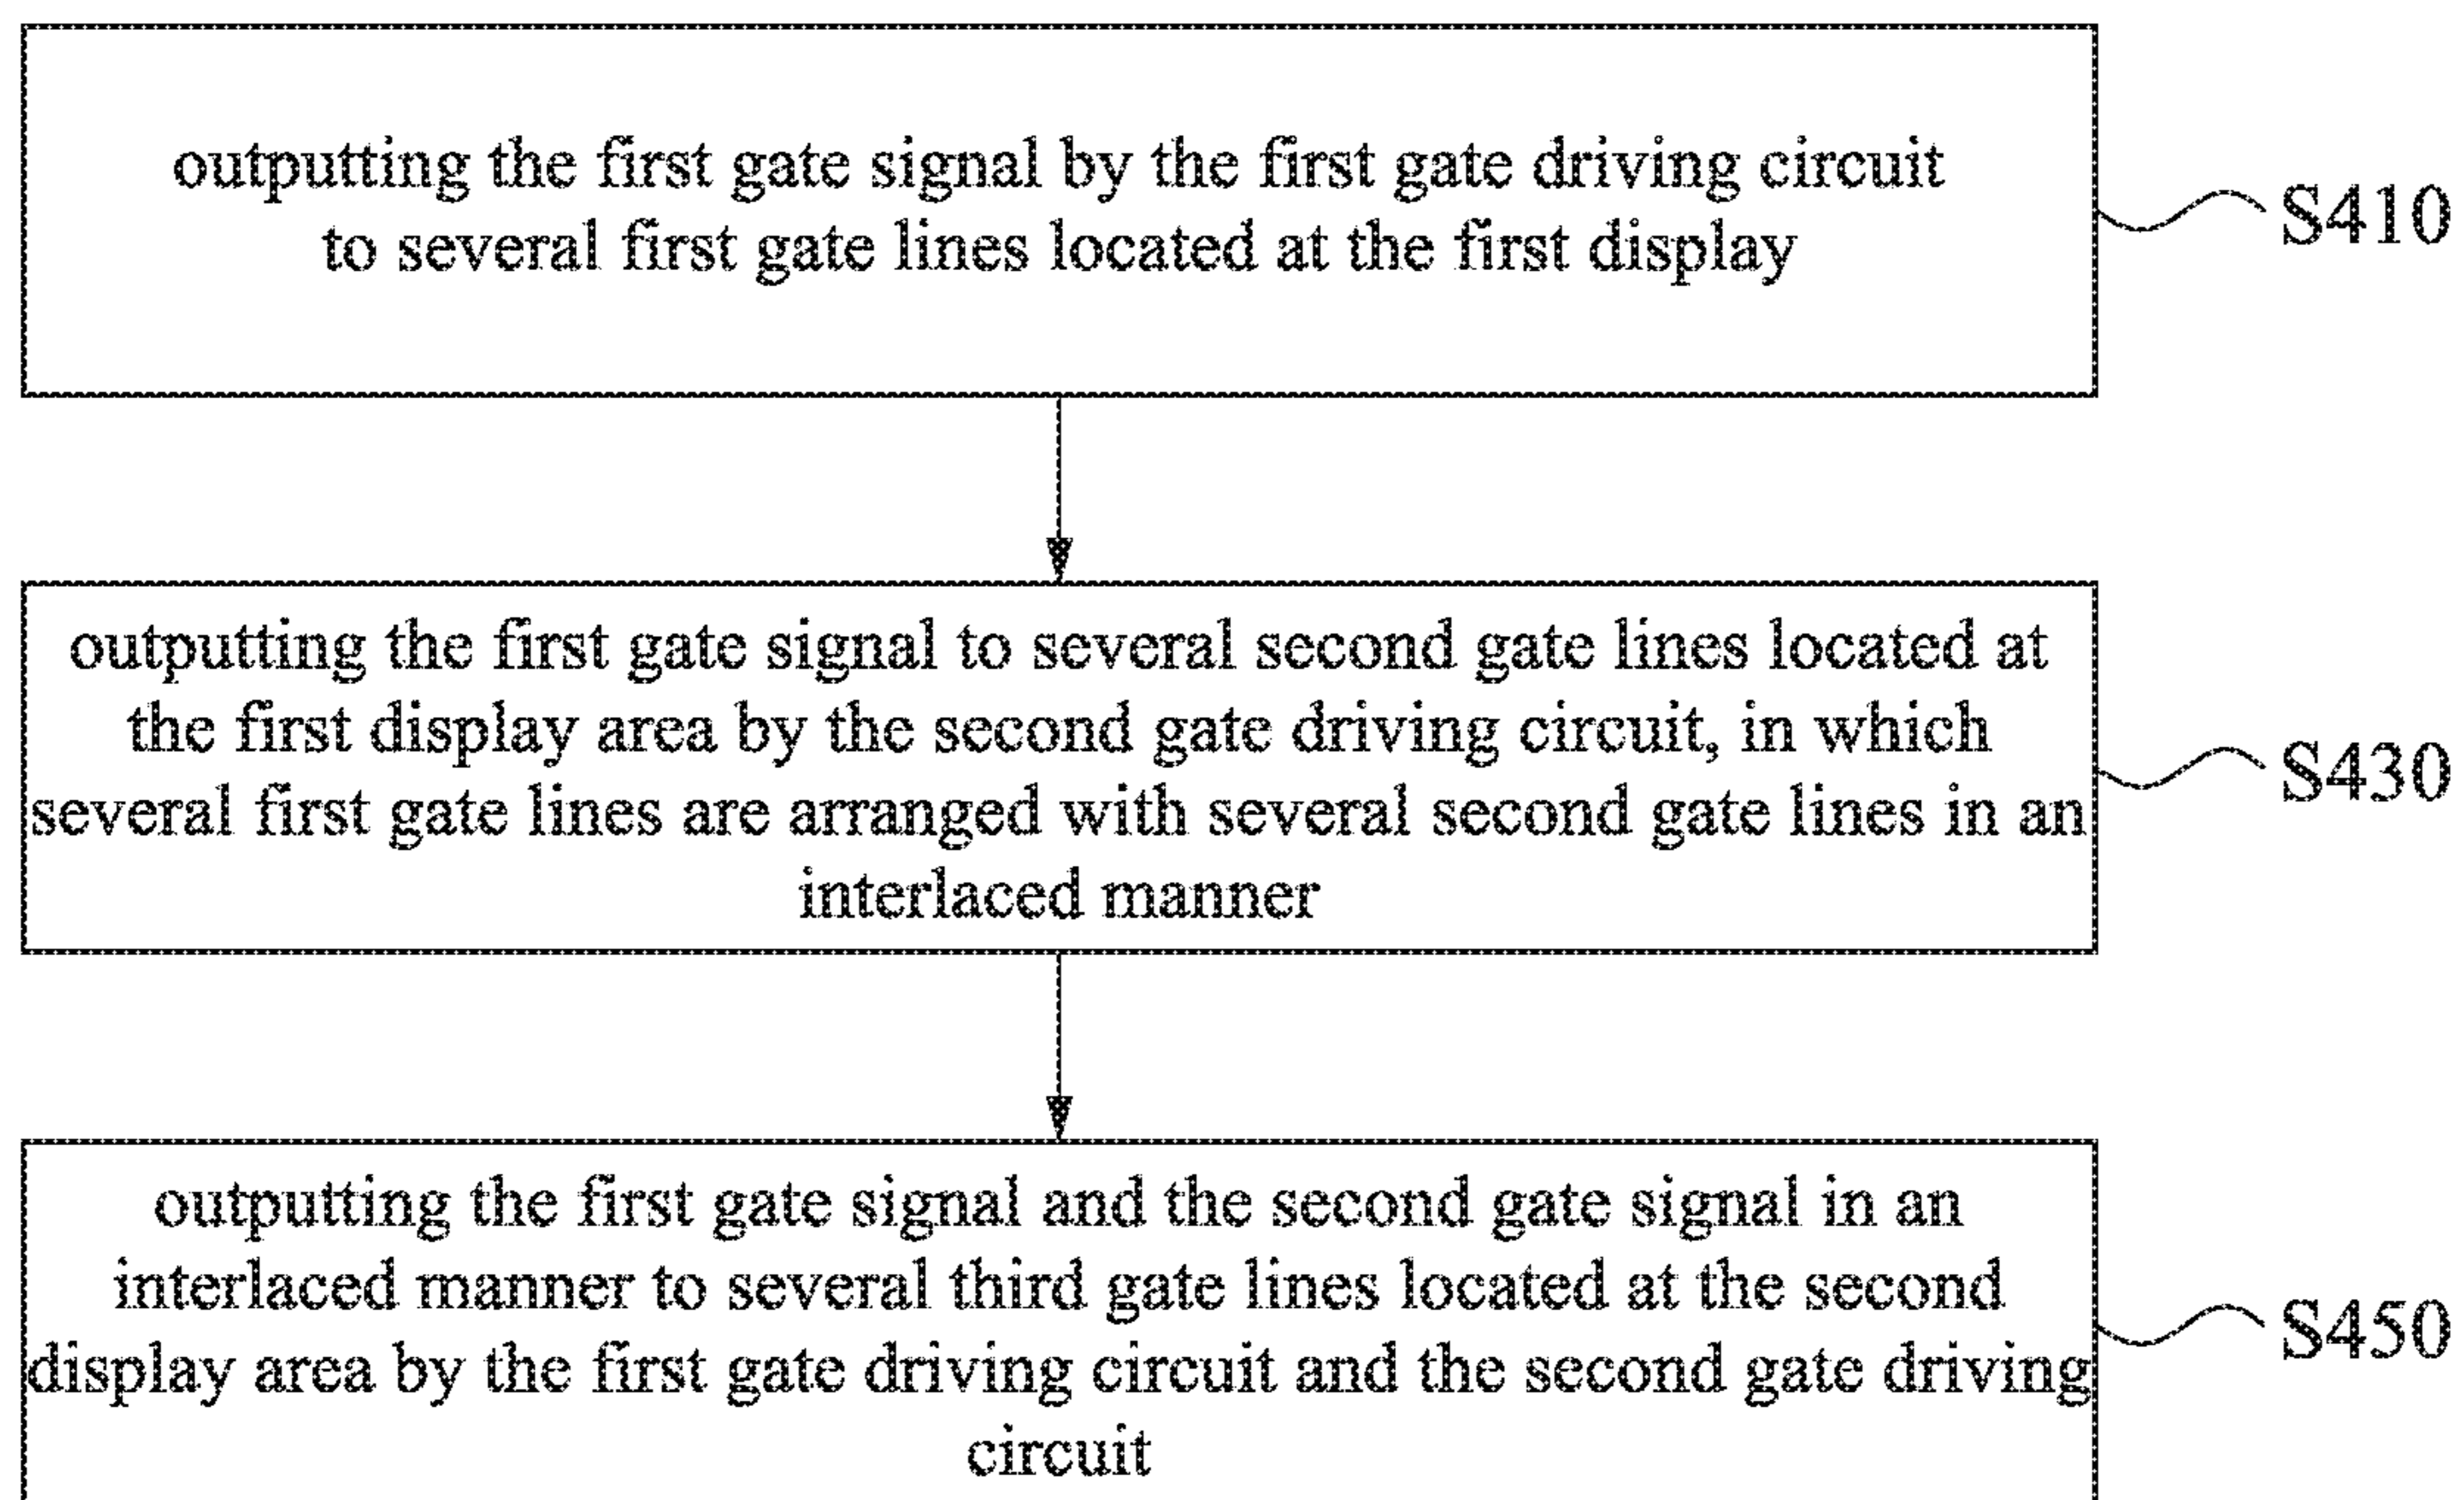 outputting the first gate signal by the first gate driving circuit
to several first gate lines located at the first display
S410
outputting the first gate signal to several second gate lines located at
the first display area by the second gate driving circuit, in which
several first gate lines are arranged with several second gate lines in an
interlaced manner
S430
outputting the first gate signal and the second gate signal in an
interlaced manner to several third gate lines located at the second
display area by the first gate driving circuit and the second gate driving
circuit
S450